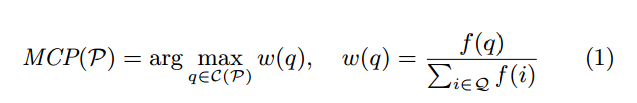 MCP(𝒫) = arg max_{q∈𝒞(𝒫)} w(q), w(q) = f(q) / ∑_{i∈𝒬} f(i) (1)